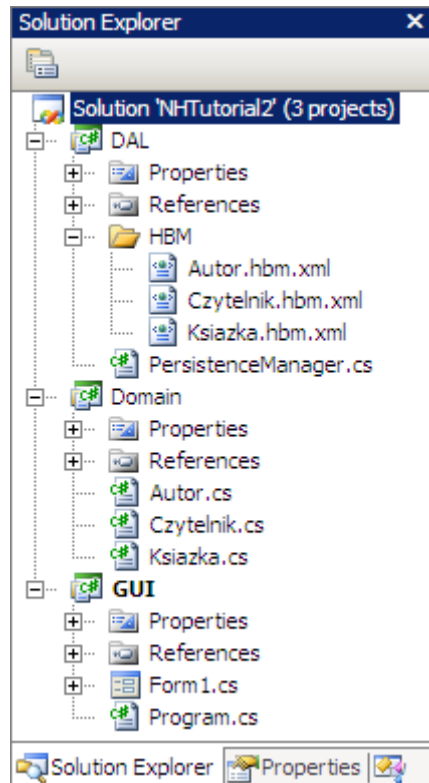 Solution Explorer
Solution 'NHTutorial2' (3 projects)
DAL
Properties
References
HBM
Autor.hbm.xml
Czytelnik.hbm.xml
Ksiazka.hbm.xml
PersistenceManager.cs
Domain
Properties
References
Autor.cs
Czytelnik.cs
Ksiazka.cs
GUI
Properties
References
Form1.cs
Program.cs
Solution Explorer Properties